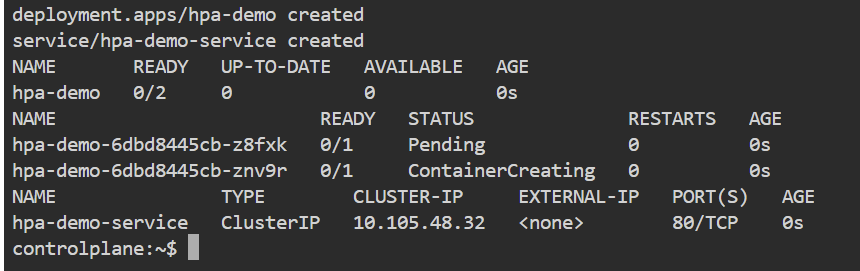 deployment.apps/hpa-demo created
service/hpa-demo-service created
NAME READY UP-TO-DATE AVAILABLE AGE
hpa-demo 0/2 0 0 0s
NAME READY STATUS RESTARTS AGE
hpa-demo-6dbd8445cb-z8fxk 0/1 Pending 0 0s
hpa-demo-6dbd8445cb-znv9r 0/1 ContainerCreating 0 0s
NAME TYPE CLUSTER-IP EXTERNAL-IP PORT(S) AGE
hpa-demo-service ClusterIP 10.105.48.32 <none> 80/TCP 0s
controlplane:~$